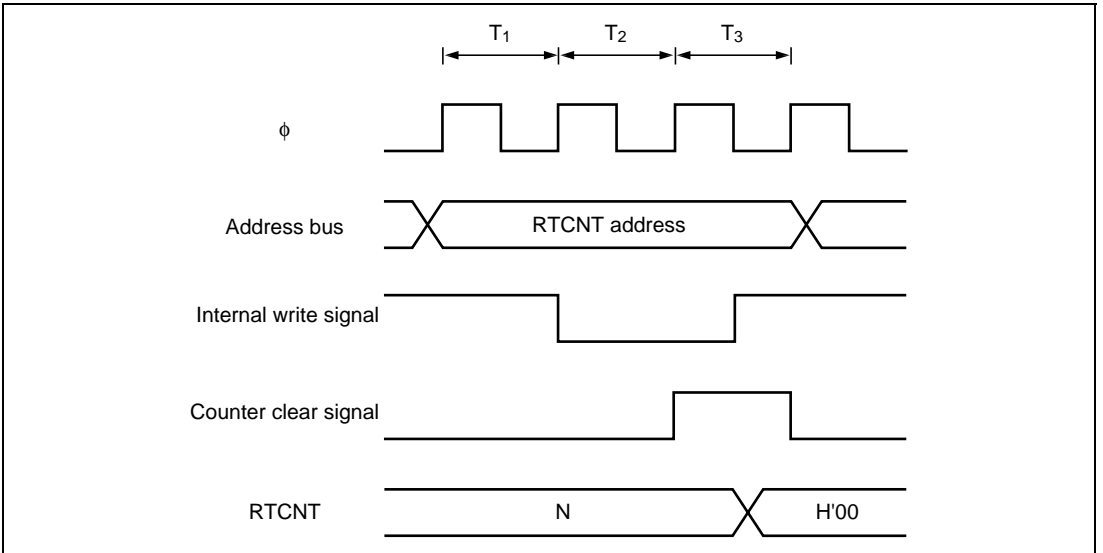 T1 T2 T3
φ
Address bus
RTCNT address
Internal write signal
Counter clear signal
RTCNT
N
H'00